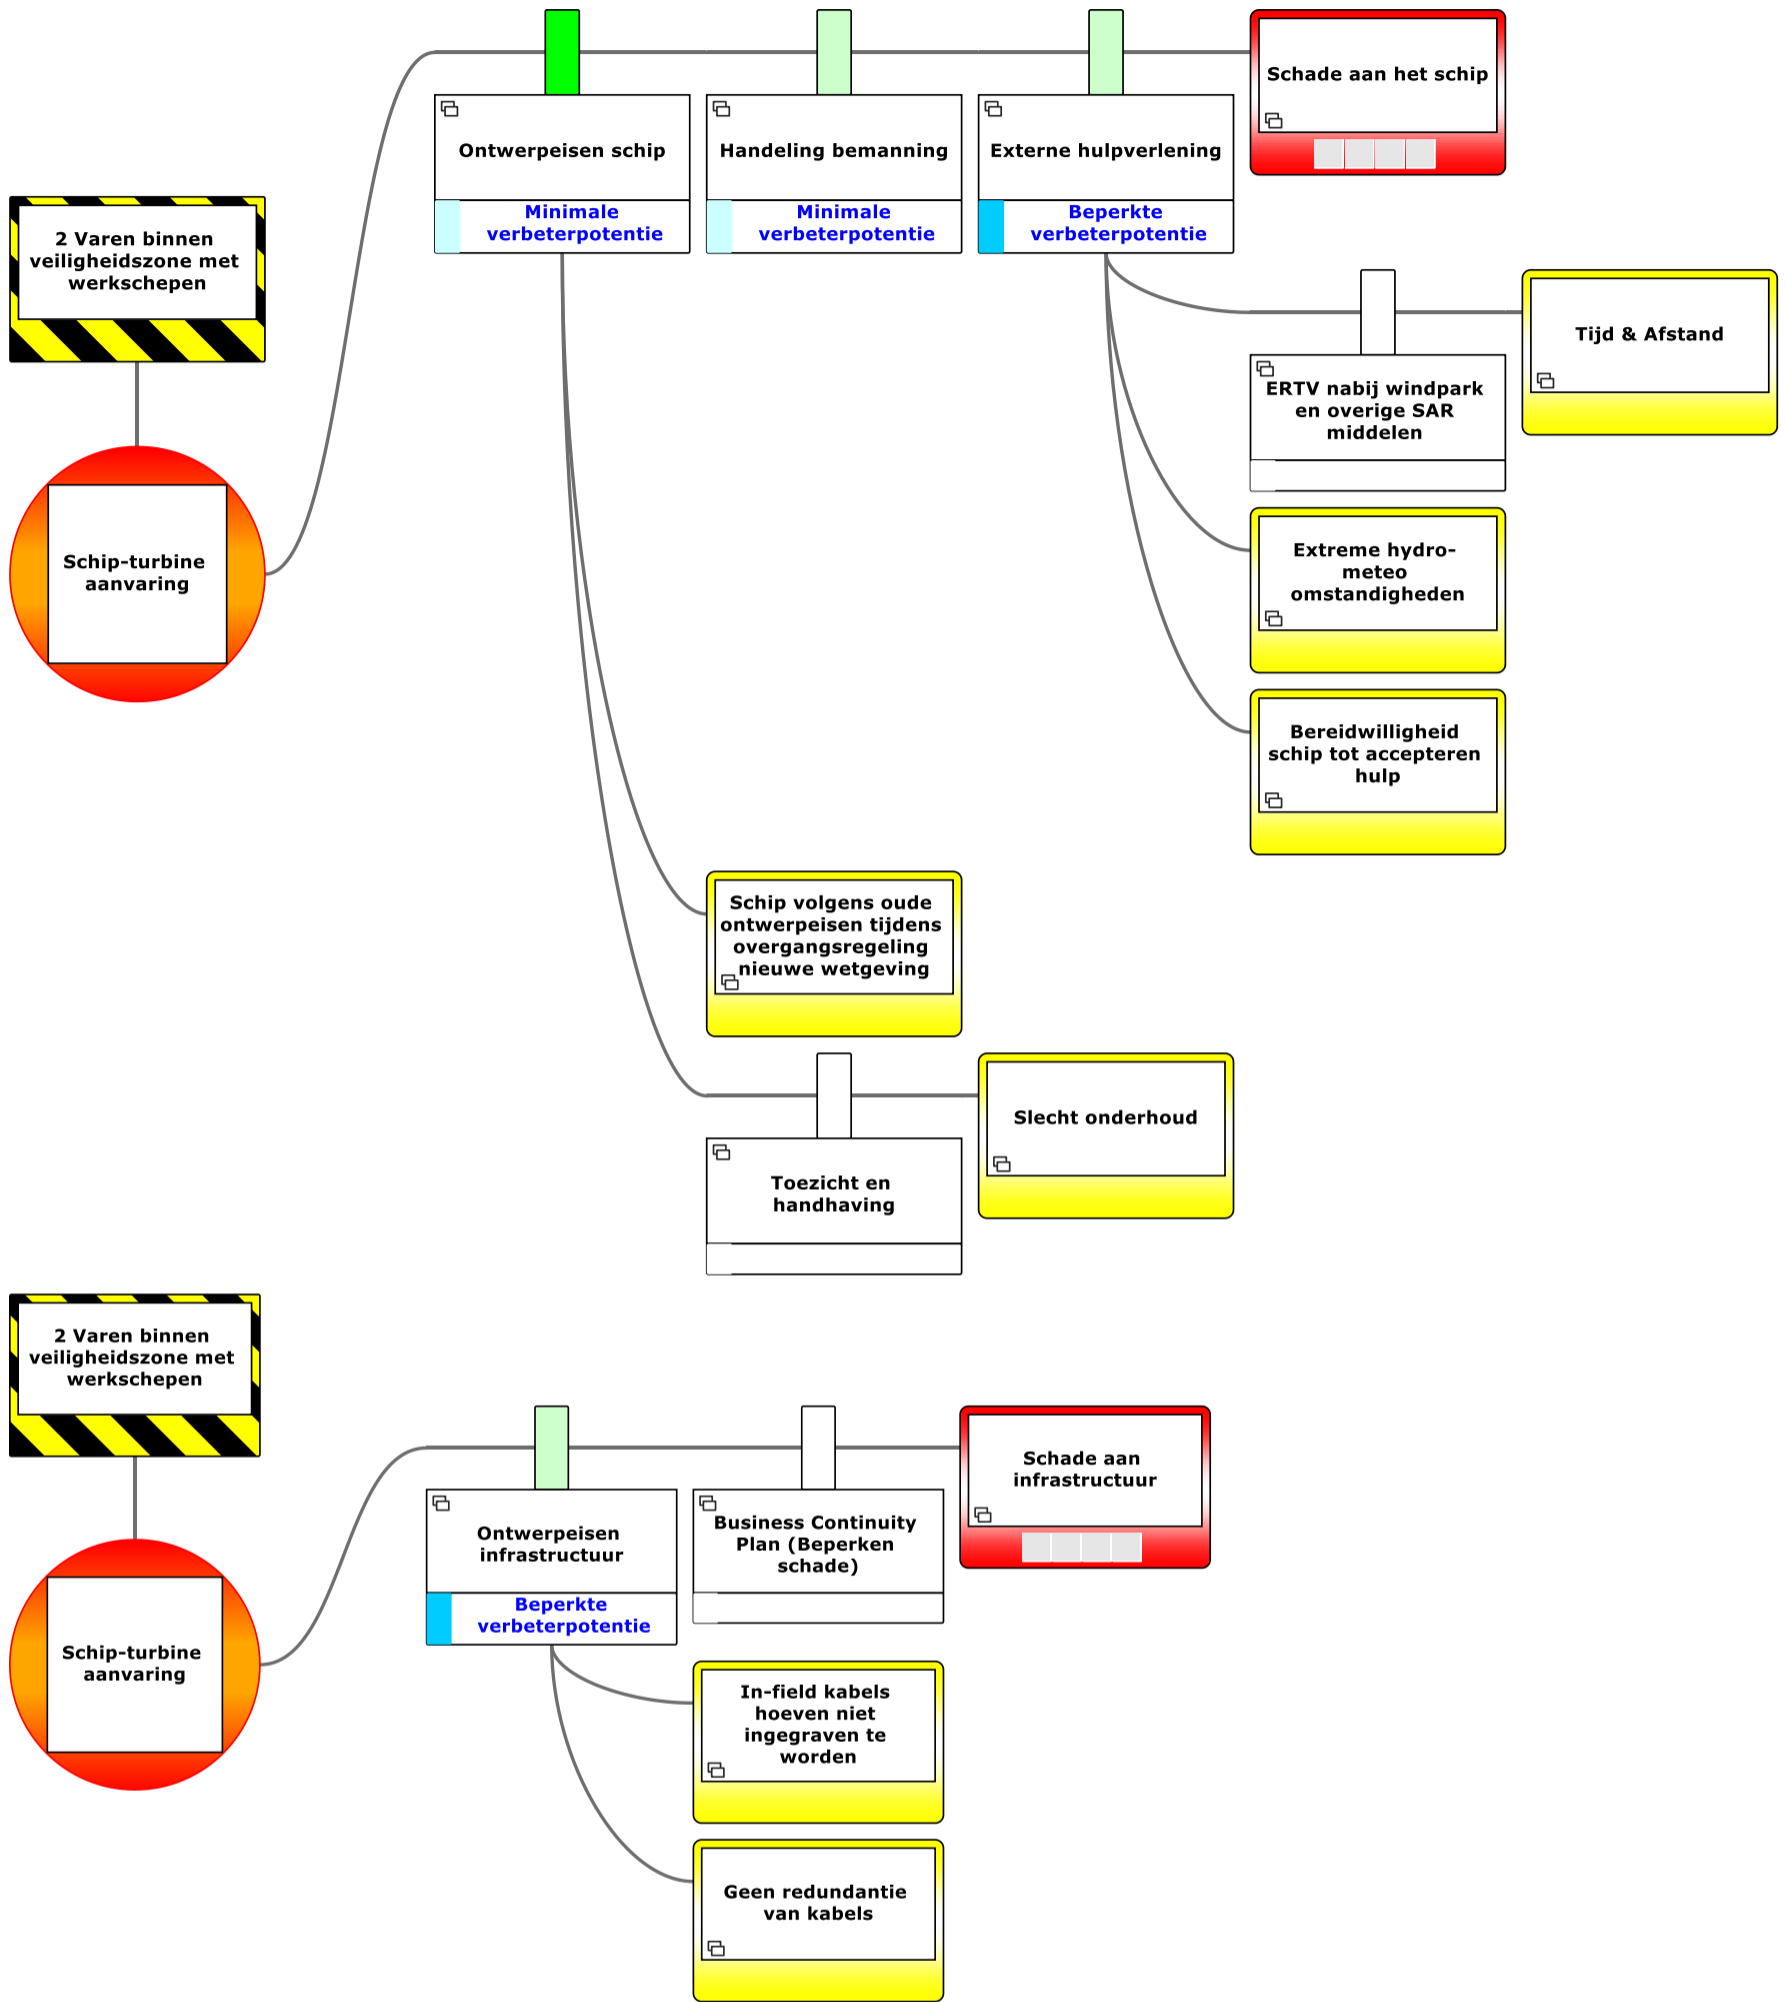 Schade aan het schip
Ontwerpeisen schip
Minimale
verbeterpotentie
Handeling bemanning
Minimale
verbeterpotentie
Externe hulpverlening
Beperkte
verbeterpotentie
2 Varen binnen
veiligheidszone met
werkschepen
Schip-turbine
aanvaring
Tijd & Afstand
ERTV nabij windpark
en overige SAR
middelen
Extreme hydro-
meteo
omstandigheden
Bereidwilligheid
schip tot accepteren
hulp
Schip volgens oude
ontwerpeisen tijdens
overgangsregeling
nieuwe wetgeving
Slecht onderhoud
Toezicht en
handhaving
2 Varen binnen
veiligheidszone met
werkschepen
Schip-turbine
aanvaring
Ontwerpeisen
infrastructuur
Beperkte
verbeterpotentie
Business Continuity
Plan (Beperken
schade)
Schade aan
infrastructuur
In-field kabels
hoeven niet
ingegraven te
worden
Geen redundantie
van kabels